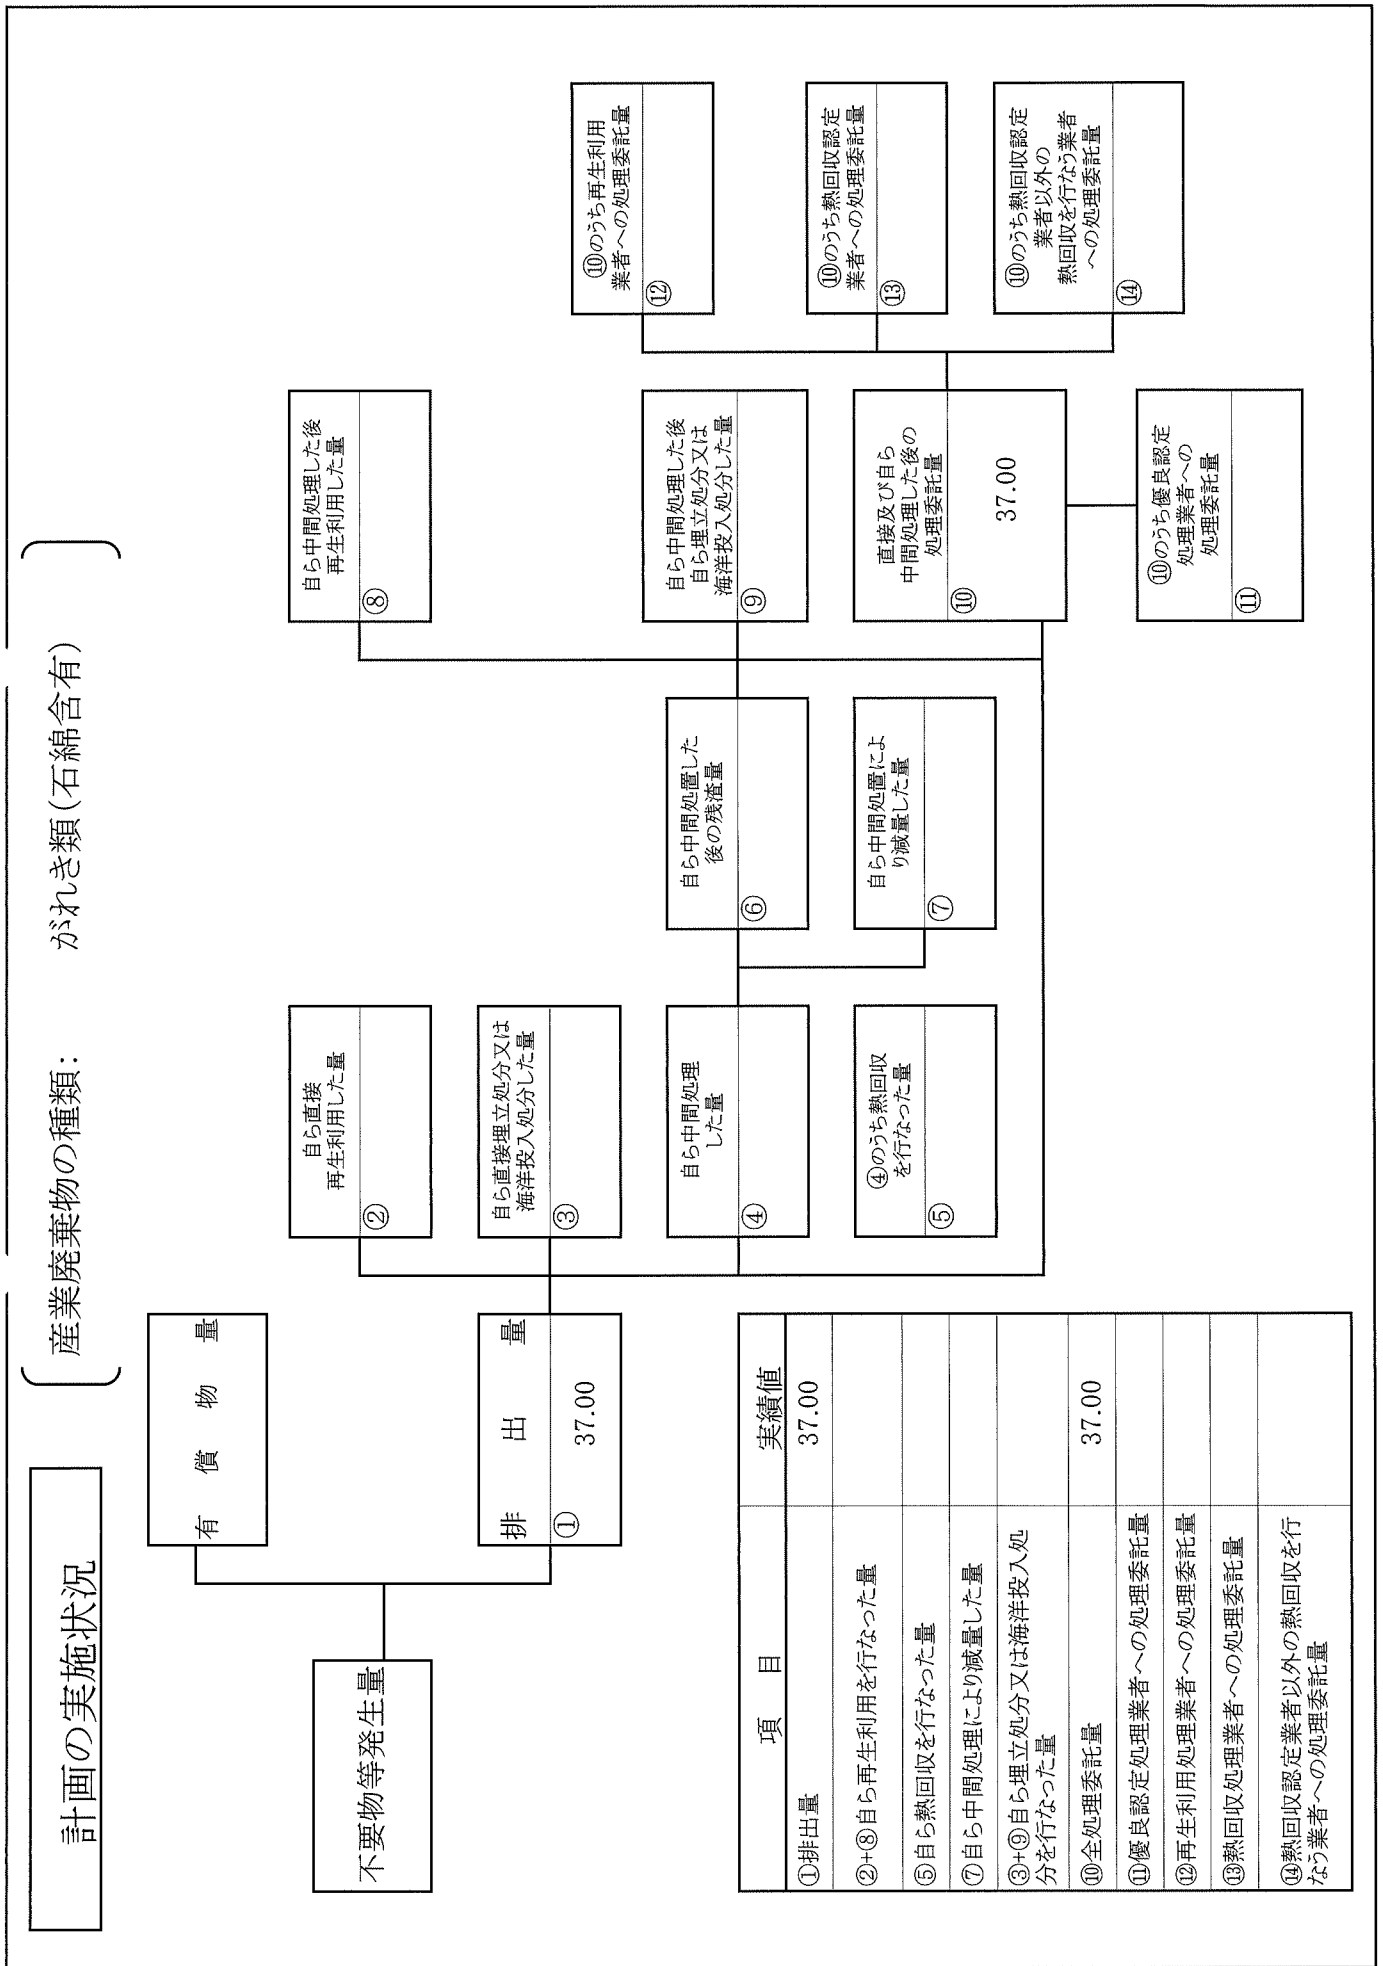 計画の実施状況
産業廃棄物の種類： がれき類(石綿含有)
不要物等発生量
有償物量
排出量
①
37.00
自ら直接
再生利用した量
②
自ら直接埋立処分又は
海洋投入処分した量
③
自ら中間処理
した量
④
④のうち熱回収
を行なった量
⑤
自ら中間処置した
後の残渣量
⑥
自ら中間処置によ
り減量した量
⑦
自ら中間処理した後
再生利用した量
⑧
自ら中間処理した後
自ら埋立処分又は
海洋投入処分した量
⑨
直接及び自ら
中間処理した後の
処理委託量
⑩
37.00
⑩のうち優良認定
処理業者への
処理委託量
⑪
⑩のうち再生利用
業者への処理委託量
⑫
⑩のうち熱回収認定
業者への処理委託量
⑬
⑩のうち熱回収認定
業者以外の
熱回収を行なう業者
への処理委託量
⑭
項目 実績値
①排出量 37.00
②+⑧自ら再生利用を行なった量
⑤自ら熱回収を行なった量
⑦自ら中間処理により減量した量
③+⑨自ら埋立処分又は海洋投入処
分を行なった量
⑩全処理委託量 37.00
⑪優良認定処理業者への処理委託量
⑫再生利用処理業者への処理委託量
⑬熱回収処理業者への処理委託量
⑭熱回収認定業者以外の熱回収を行
なう業者への処理委託量